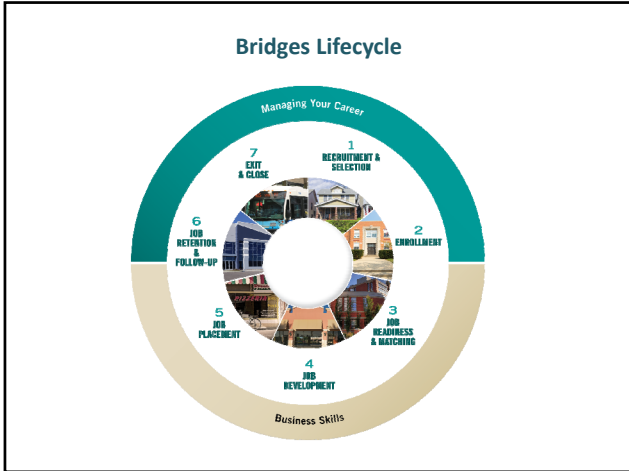 Bridges Lifecycle
Managing Your Career
1
RECRUITMENT &
SELECTION
2
ENROLLMENT
3
JOB
READINESS
& MATCHING
4
JOB
DEVELOPMENT
5
JOB
PLACEMENT
6
JOB
RETENTION
&
FOLLOW-UP
7
EXIT
& CLOSE
PIZZERIA
Business Skills